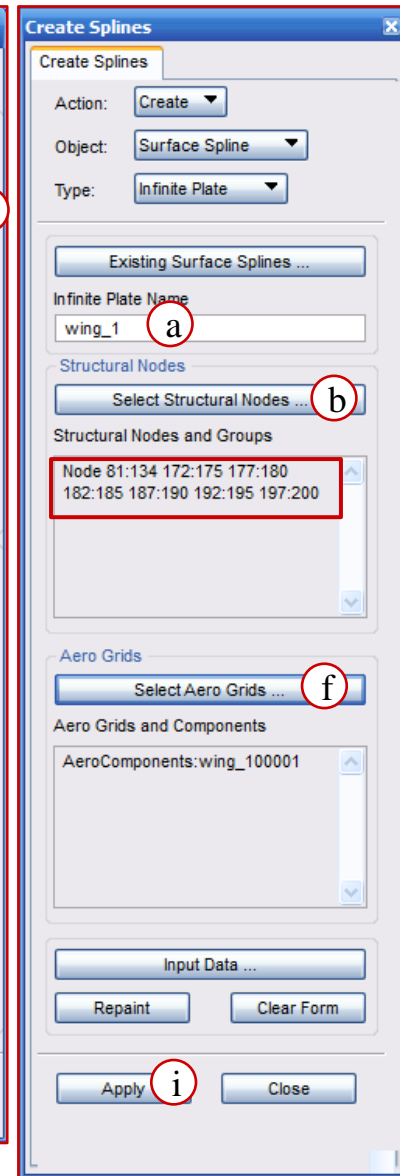 Create Splines
Create Splines
Action: Create
Object: Surface Spline
Type: Infinite Plate
Existing Surface Splines ...
Infinite Plate Name
wing_1 a
Structural Nodes
Select Structural Nodes ... b
Structural Nodes and Groups
Node 81:134 172:175 177:180
182:185 187:190 192:195 197:200
Aero Grids
Select Aero Grids ... f
Aero Grids and Components
AeroComponents:wing_100001
Input Data ...
Repaint Clear Form
Apply i Close